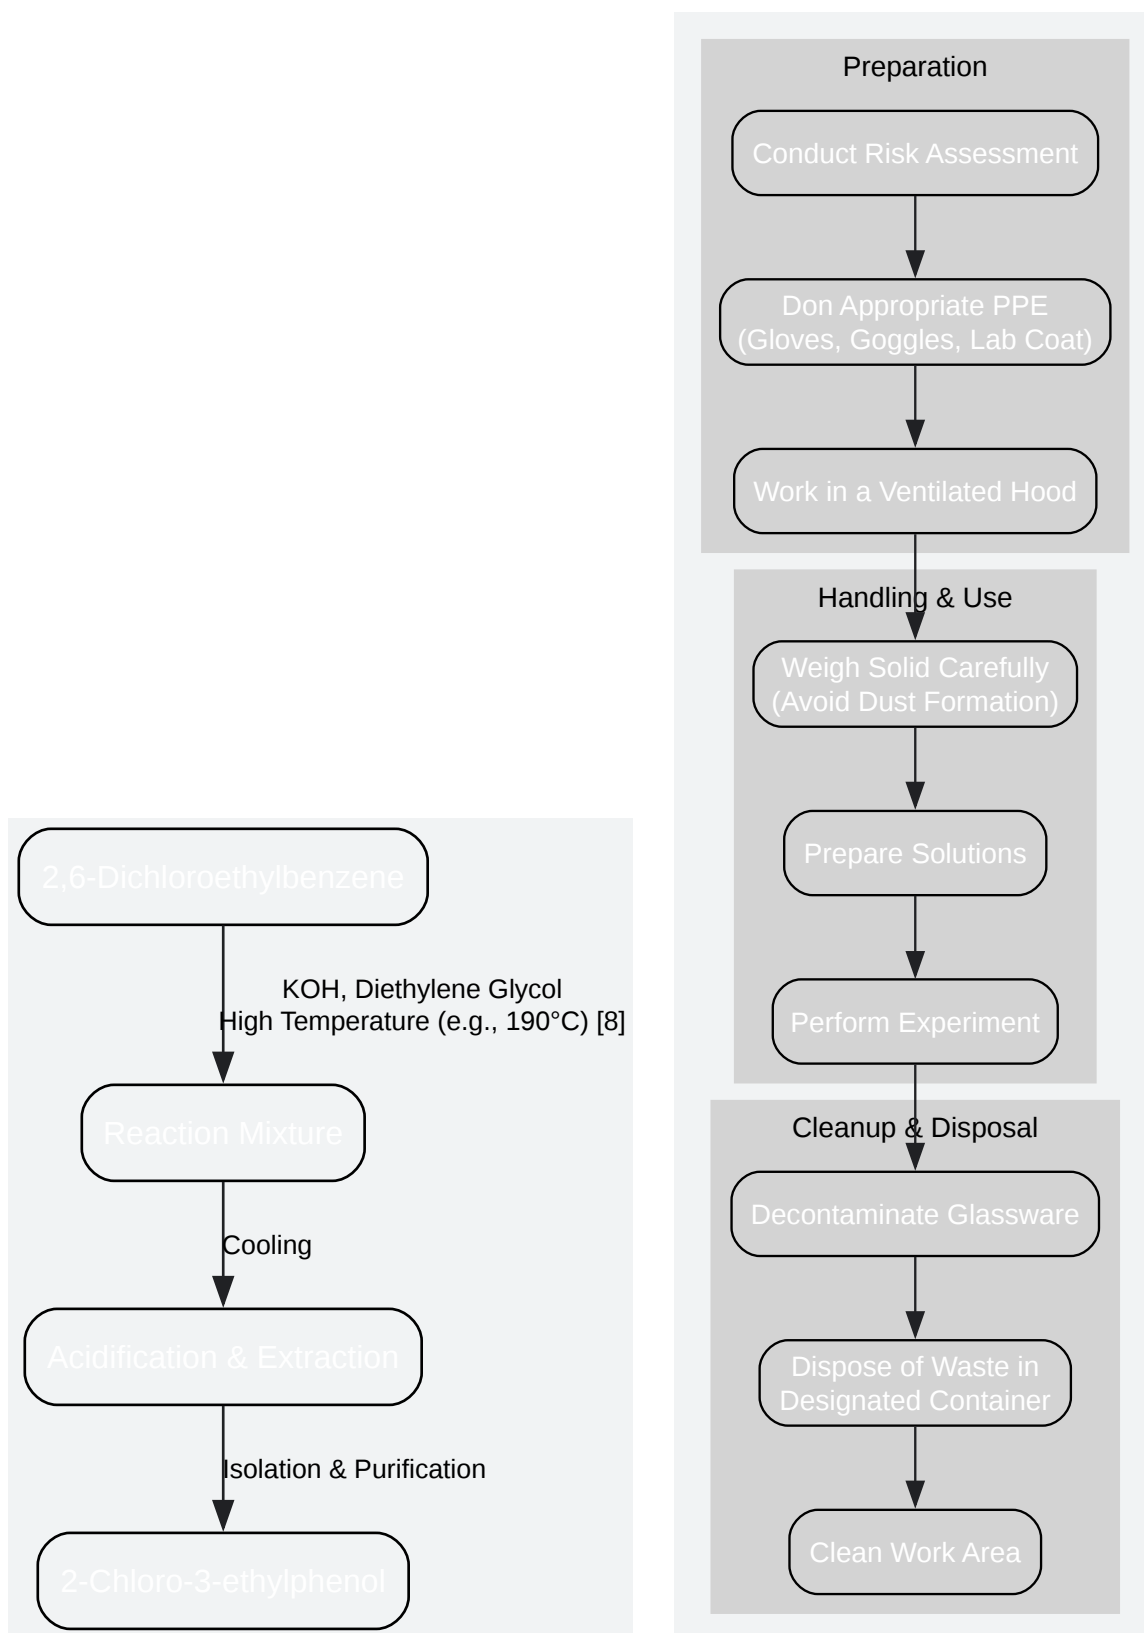 2,6-Dichloroethylbenzene
KOH, Diethylene Glycol
High Temperature (e.g., 190°C) [8]
Reaction Mixture
Cooling
Acidification & Extraction
Isolation & Purification
2-Chloro-3-ethylphenol
Preparation
Conduct Risk Assessment
Don Appropriate PPE
(Gloves, Goggles, Lab Coat)
Work in a Ventilated Hood
Handling & Use
Weigh Solid Carefully
(Avoid Dust Formation)
Prepare Solutions
Perform Experiment
Cleanup & Disposal
Decontaminate Glassware
Dispose of Waste in
Designated Container
Clean Work Area